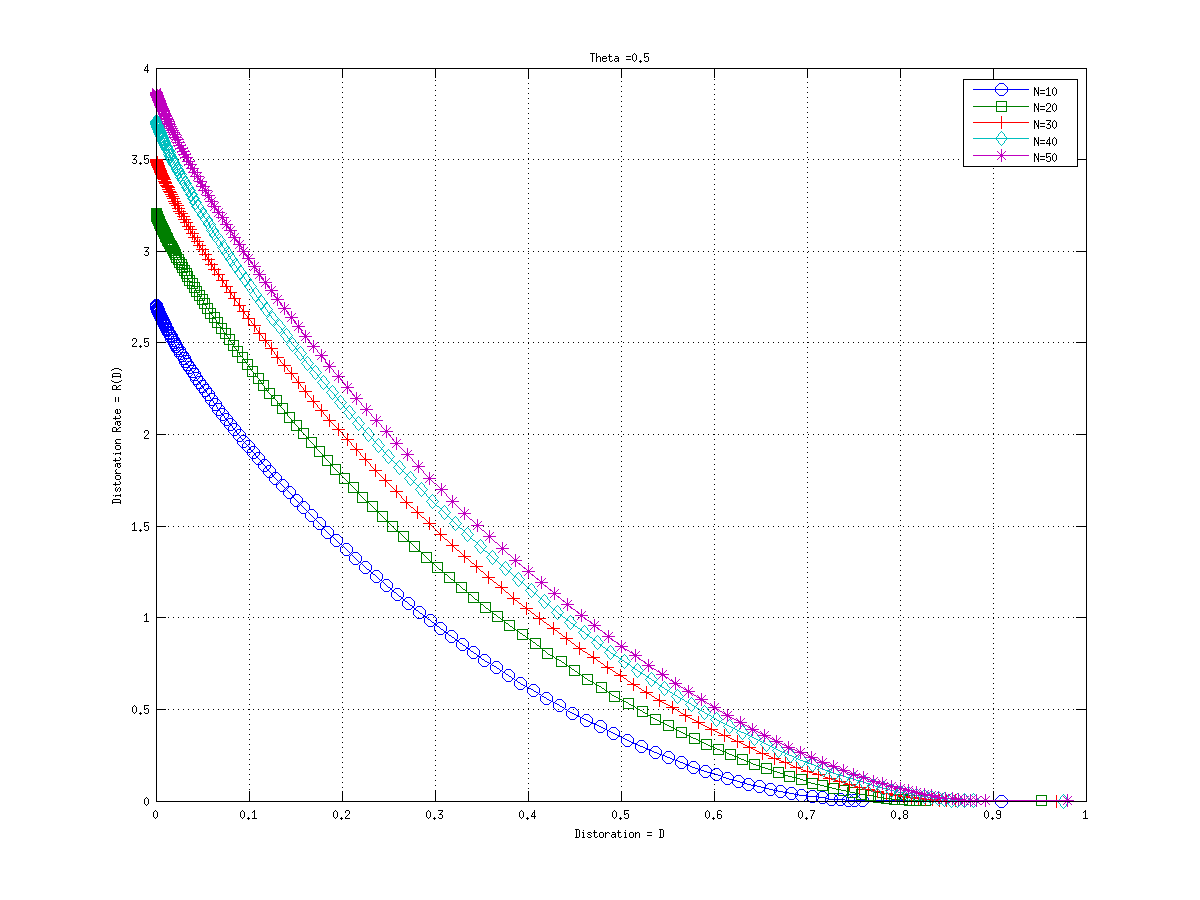 Theta =0.5
4
3.5
3
2.5
2
1.5
1
0.5
0
Distoration Rate = R(D)
N=10
N=20
N=30
N=40
N=50
0 0.1 0.2 0.3 0.4 0.5 0.6 0.7 0.8 0.9 1
Distoration = D